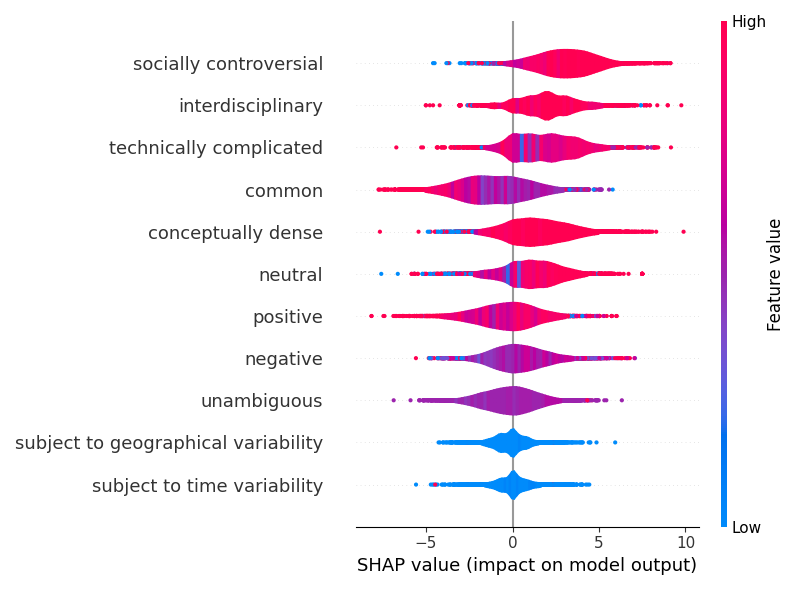 High
socially controversial
interdisciplinary
technically complicated
common
conceptually dense
neutral
positive
negative
unambiguous
subject to geographical variability
subject to time variability
Feature value
Low
−5 0 5 10
SHAP value (impact on model output)